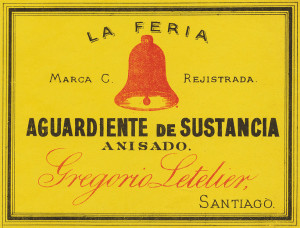 LA FERIA
MARCA C. REJISTRADA.
AGUARDIENTE DE SUSTANCIA
ANISADO,
Gregorio Letelier,
SANTIAGO.